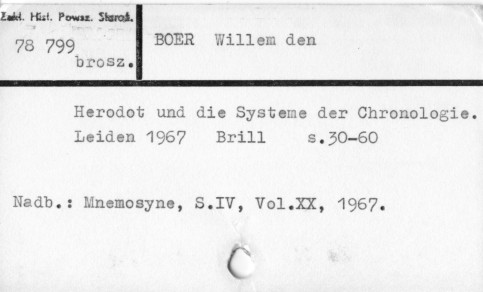 Zakł. Hist. Powsz. Staroż.
78 799
brosz.
BOER Willem den
Herodot und die Systeme der Chronologie.
Leiden 1967 Brill s.30-60
Nadb.: Mnemosyne, S.IV, Vol.XX, 1967.